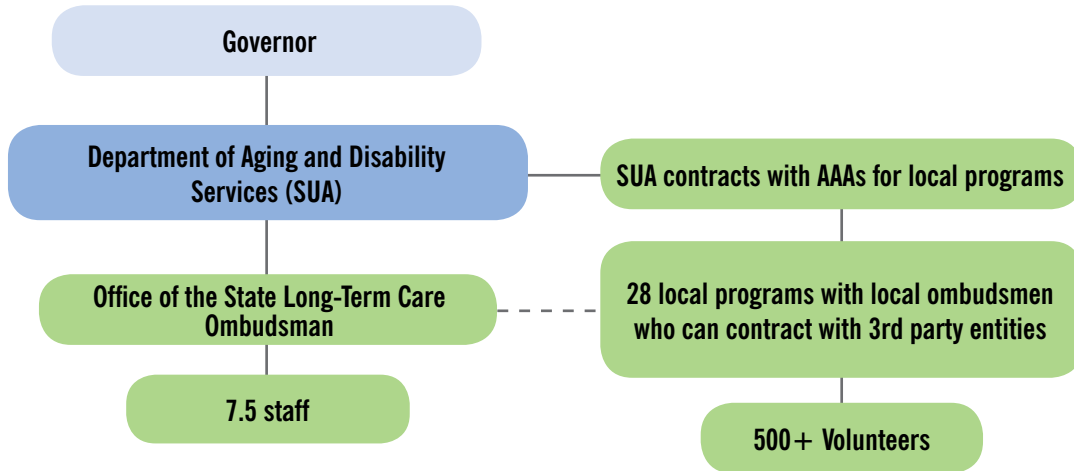 Governor
Department of Aging and Disability
Services (SUA)
SUA contracts with AAAs for local programs
Office of the State Long-Term Care
Ombudsman
28 local programs with local ombudsmen
who can contract with 3rd party entities
7.5 staff
500+ Volunteers